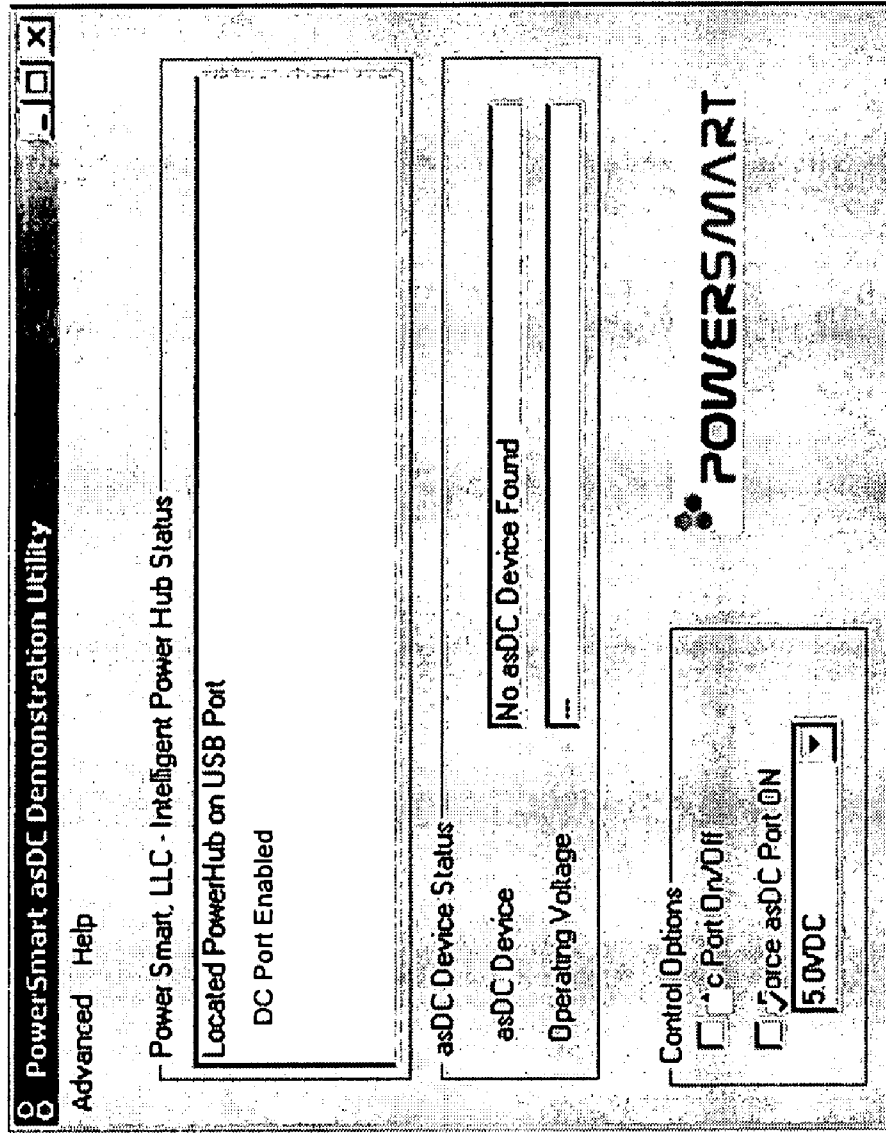 PowerSmart asDC Demonstration Utility
Advanced Help
Power Smart, LLC - Intelligent Power Hub Status
Located PowerHub on USB Port
DC Port Enabled
asDC Device Status
asDC Device
No asDC Device Found
Operating Voltage
---
Control Options
Port On/Off
Force asDC Port ON
5.0VDC
POWERSMART